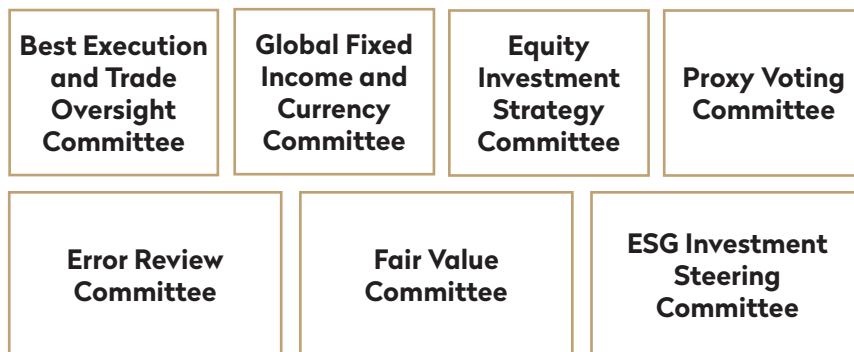 Best Execution
and Trade
Oversight
Committee
Global Fixed
Income and
Currency
Committee
Equity
Investment
Strategy
Committee
Proxy Voting
Committee
Error Review
Committee
Fair Value
Committee
ESG Investment
Steering
Committee